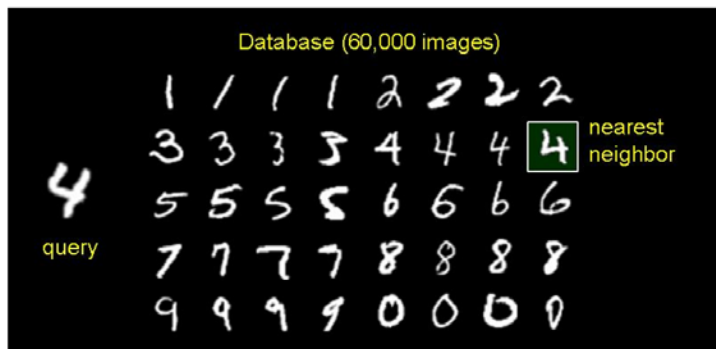 Database (60,000 images)
1 1 1 1 2 2 2 2
3 3 3 3 4 4 4 4
nearest
neighbor
4
5 5 5 5 6 6 6 6
query
7 7 7 7 8 8 8 8
9 9 9 9 0 0 0 0